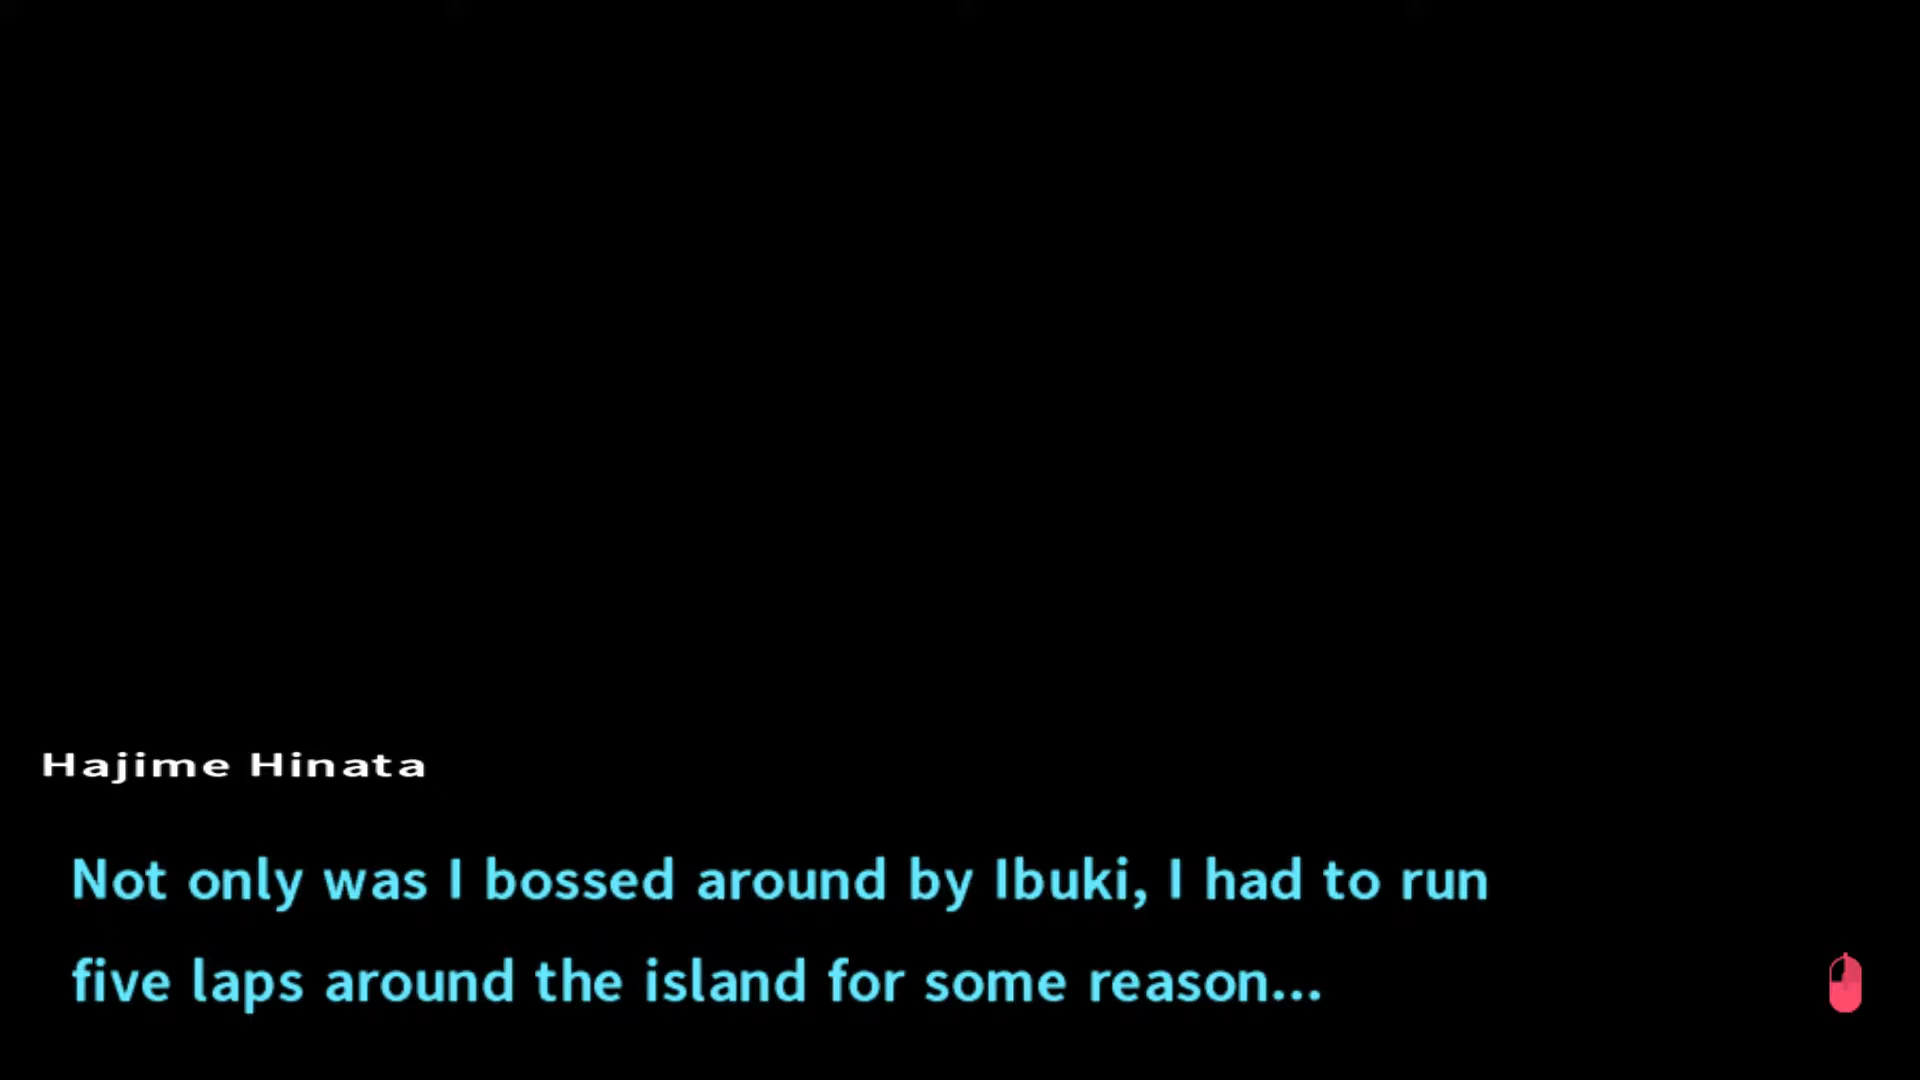 Hajime Hinata
Not only was I bossed around by Ibuki, I had to run
five laps around the island for some reason...